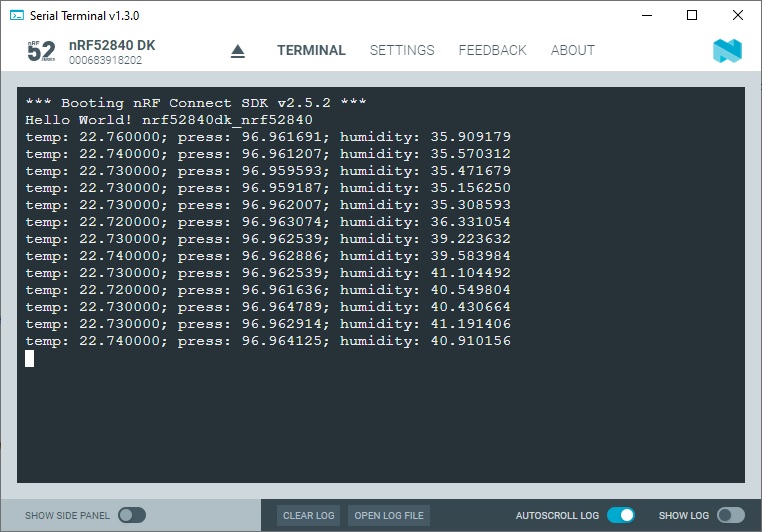 Serial Terminal v1.3.0
nRF
52
SERIES
nRF52840 DK
000683918202
TERMINAL
SETTINGS
FEEDBACK
ABOUT
*** Booting nRF Connect SDK v2.5.2 ***
Hello World! nrf52840dk_nrf52840
temp: 22.760000; press: 96.961691; humidity: 35.909179
temp: 22.740000; press: 96.961207; humidity: 35.570312
temp: 22.730000; press: 96.959593; humidity: 35.471679
temp: 22.730000; press: 96.959187; humidity: 35.156250
temp: 22.730000; press: 96.962007; humidity: 35.308593
temp: 22.720000; press: 96.963074; humidity: 36.331054
temp: 22.730000; press: 96.962539; humidity: 39.223632
temp: 22.740000; press: 96.962886; humidity: 39.583984
temp: 22.730000; press: 96.962539; humidity: 41.104492
temp: 22.720000; press: 96.961636; humidity: 40.549804
temp: 22.730000; press: 96.964789; humidity: 40.430664
temp: 22.730000; press: 96.962914; humidity: 41.191406
temp: 22.740000; press: 96.964125; humidity: 40.910156
SHOW SIDE PANEL
CLEAR LOG
OPEN LOG FILE
AUTOSCROLL LOG
SHOW LOG